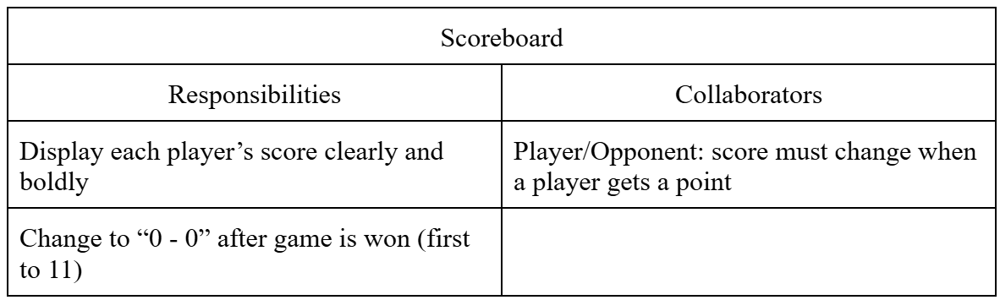 Scoreboard
Responsibilities
Collaborators
Display each player’s score clearly and
boldly
Player/Opponent: score must change when
a player gets a point
Change to “0 - 0” after game is won (first
to 11)